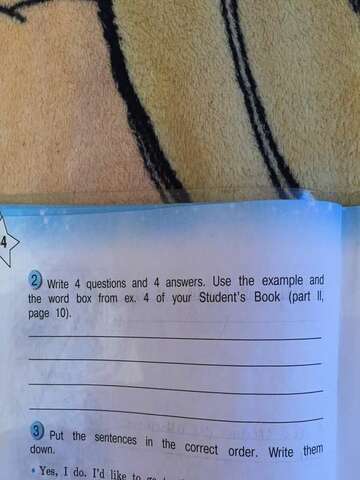 4
2 Write 4 questions and 4 answers. Use the example and
the word box from ex. 4 of your Student's Book (part II,
page 10).
3 Put the sentences in the correct order. Write them
down.
• Yes, I do. I'd like to go